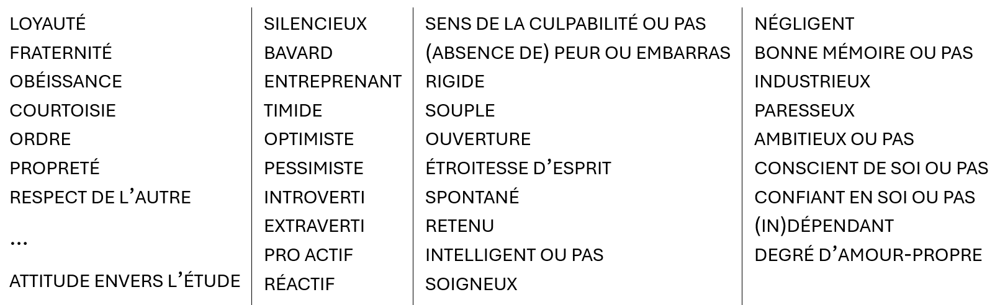 LOYAUTÉ
FRATERNITÉ
OBÉISSANCE
COURTOISIE
ORDRE
PROPRETÉ
RESPECT DE L’AUTRE
...
ATTITUDE ENVERS L’ÉTUDE
SILENCIEUX
BAVARD
ENTREPRENANT
TIMIDE
OPTIMISTE
PESSIMISTE
INTROVERTI
EXTRAVERTI
PRO ACTIF
RÉACTIF
SENS DE LA CULPABILITÉ OU PAS
(ABSENCE DE) PEUR OU EMBARRAS
RIGIDE
SOUPLE
OUVERTURE
ÉTROITESSE D’ESPRIT
SPONTANÉ
RETENU
INTELLIGENT OU PAS
SOIGNEUX
NÉGLIGENT
BONNE MÉMOIRE OU PAS
INDUSTRIEUX
PARESSEUX
AMBITIEUX OU PAS
CONSCIENT DE SOI OU PAS
CONFIANT EN SOI OU PAS
(IN)DÉPENDANT
DEGRÉ D’AMOUR-PROPRE